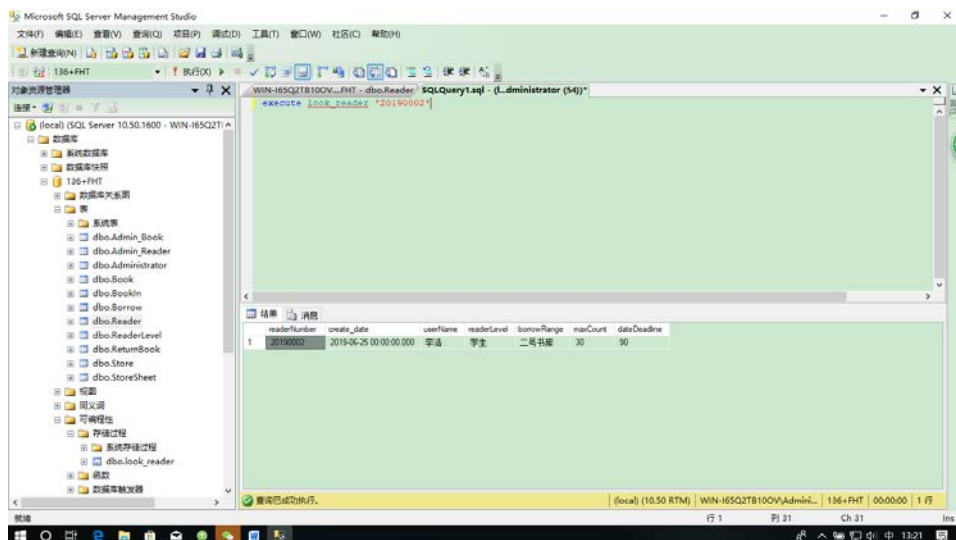 Microsoft SQL Server Management Studio
文件(F) 编辑(E) 查看(V) 查询(Q) 项目(P) 调试(D) 工具(T) 窗口(W) 社区(C) 帮助(H)
新建查询(N)
136+FHT 执行(X)
对象资源管理器
连接
(local) (SQL Server 10.50.1600 - WIN-I65Q2T
数据库
系统数据库
数据库快照
136+FHT
数据库关系图
表
系统表
dbo.Admin_Book
dbo.Admin_Reader
dbo.Administrator
dbo.Book
dbo.BookIn
dbo.Borrow
dbo.Reader
dbo.ReaderLevel
dbo.ReturnBook
dbo.Store
dbo.StoreSheet
视图
同义词
可编程性
存储过程
系统存储过程
dbo.look_reader
函数
数据库触发器
WIN-I65Q2TB10OV....FHT - dbo.Reader SQLQuery1.sql - (l...dministrator (54))*
execute look_reader '20190002'
结果 消息
readerNumber create_date userName readerLevel borrowRange maxCount dateDeadline
1 20190002 2019-06-25 00:00:00.000 李洁 学生 二号书库 30 90
查询已成功执行。 (local) (10.50 RTM) WIN-I65Q2TB10OV\Admini... 136+FHT 00:00:00 1 行
就绪 行 1 列 31 Ch 31 Ins
中 13:21